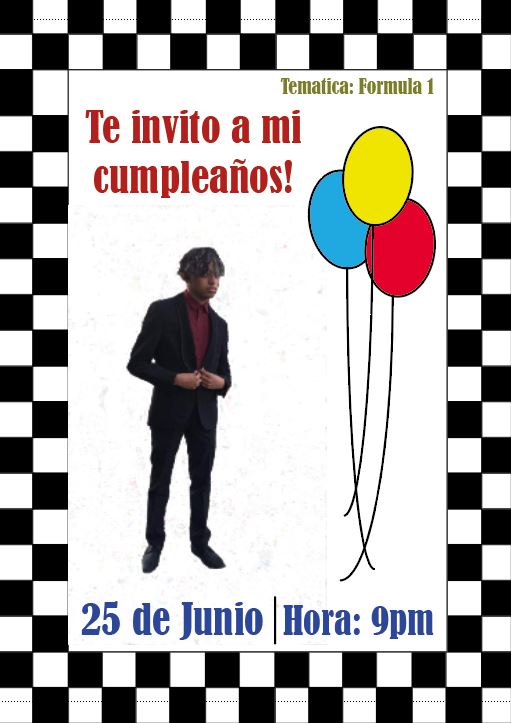 Tematica: Formula 1
Te invito a mi
cumpleaños!
25 de Junio
Hora: 9pm